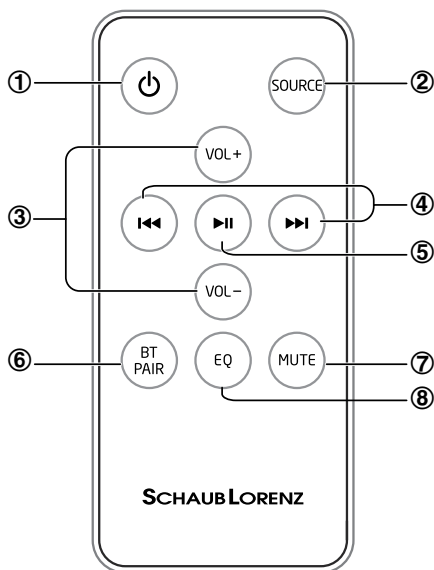 ① ②
SOURCE
VOL+
③ ④
⑤
VOL−
⑥ BT PAIR EQ MUTE ⑦
⑧
SCHAUB LORENZ